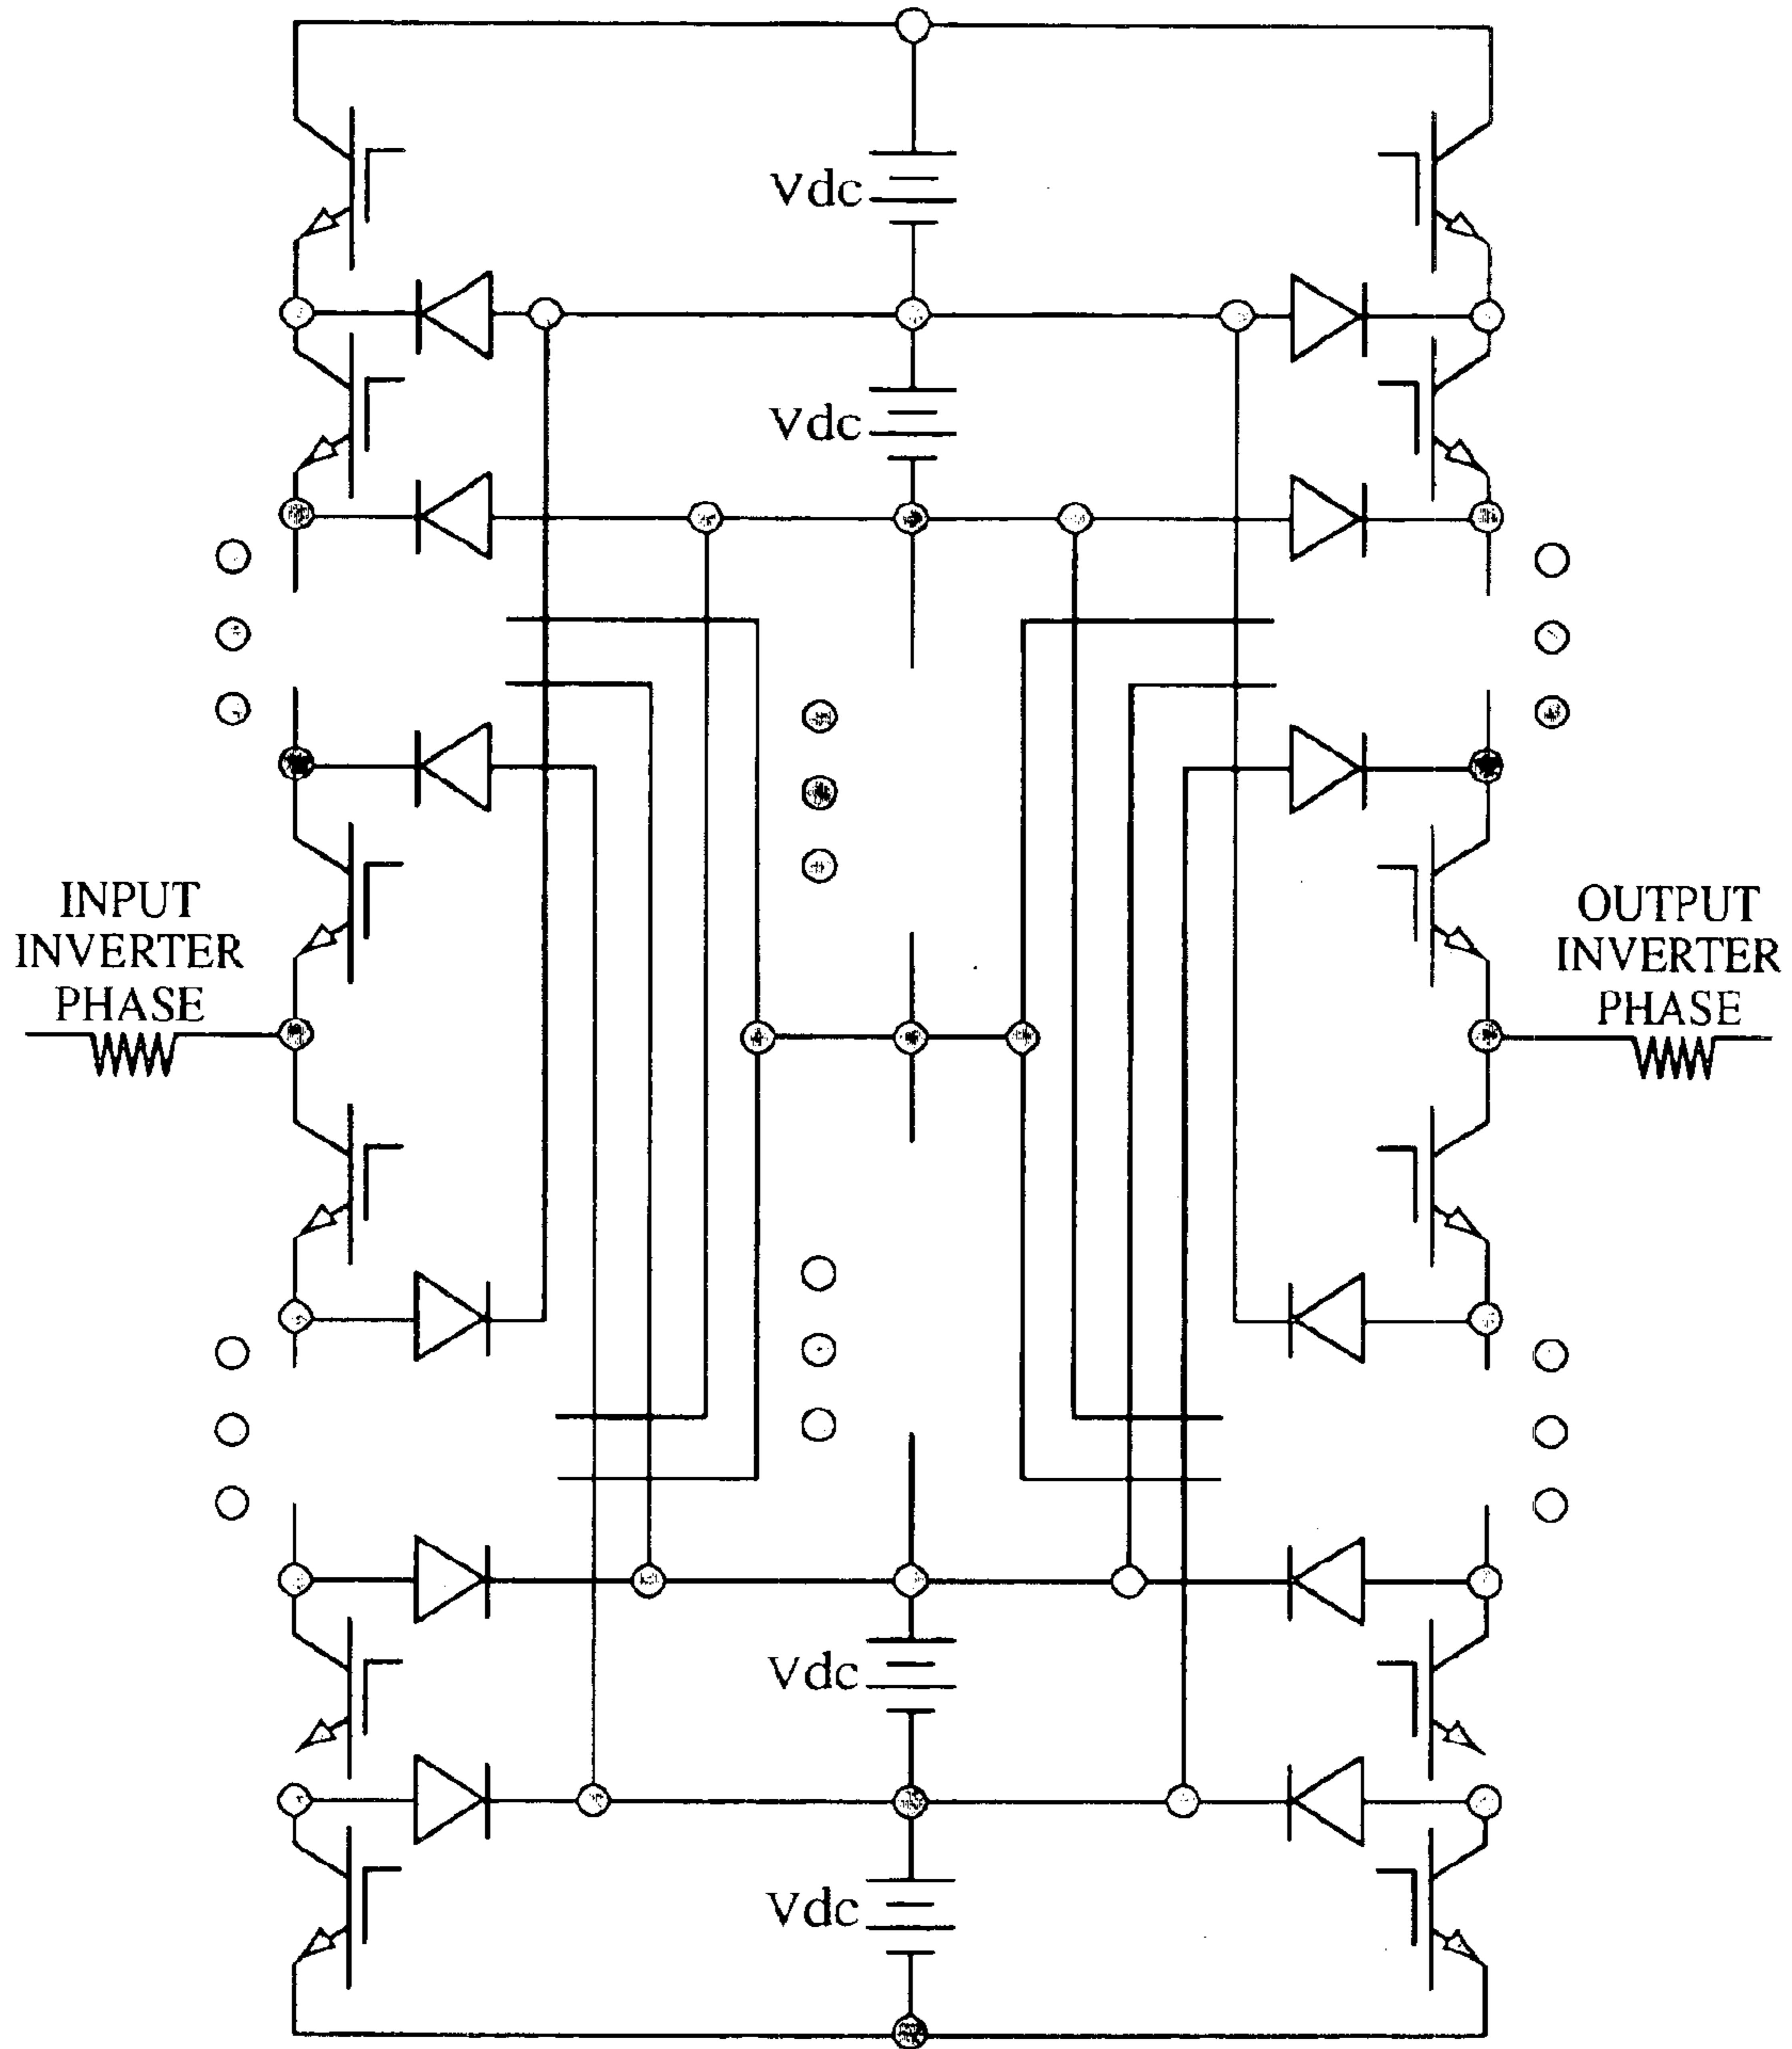 Vdc
Vdc
INPUT
INVERTER
PHASE
OUTPUT
INVERTER
PHASE
Vdc
Vdc